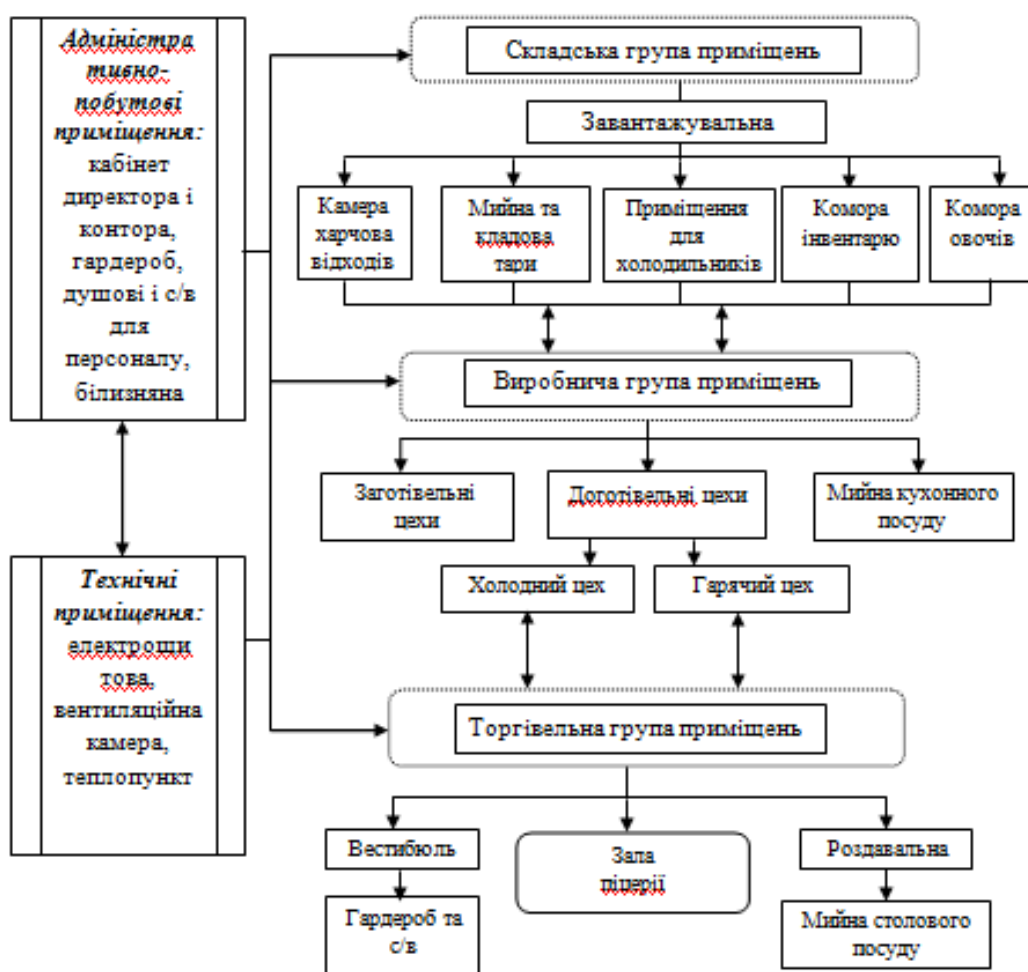 Адміністра
тивно-
побутові
приміщення:
кабінет
директора і
контора,
гардероб,
душові і с/в
для
персоналу,
білизняна
Технічні
приміщення:
електрощи
това,
вентиляційна
камера,
теплопункт
Складська група приміщень
Завантажувальна
Камера
харчова
відходів
Мийна та
кладова
тари
Приміщення
для
холодильників
Комора
інвентарю
Комора
овочів
Виробнича група приміщень
Заготівельні
цехи
Доготівельні цехи
Мийна кухонного
посуду
Холодний цех
Гарячий цех
Торгівельна група приміщень
Вестибюль
Зала
піцерії
Роздавальна
Гардероб та
с/в
Мийна столового
посуду